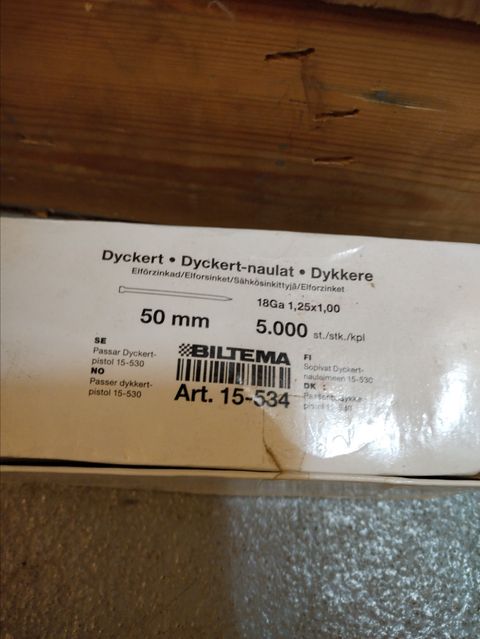 Dyckert • Dyckert-naulat • Dykkere
Elförzinkad/Elforsinket/Sähkösinkittyjä/Elforzinket
18Ga 1,25x1,00
50 mm
5.000 st./stk./kpl
SE
Passar Dyckert-
pistol 15-530
NO
Passer dykkert-
pistol 15-530
BILTEMA
Art. 15-534
FI
Sopivat Dyckert-
naulaimeen 15-530
DK :